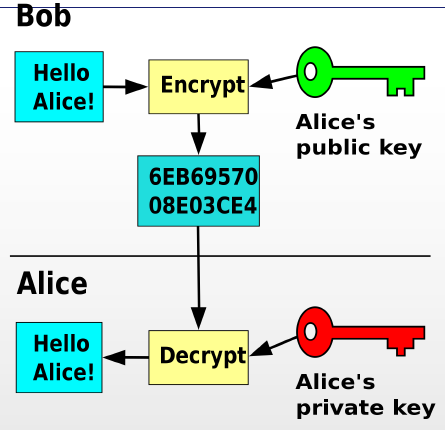 Bob
Hello
Alice!
Encrypt
Alice's
public key
6EB69570
08E03CE4
Alice
Hello
Alice!
Decrypt
Alice's
private key